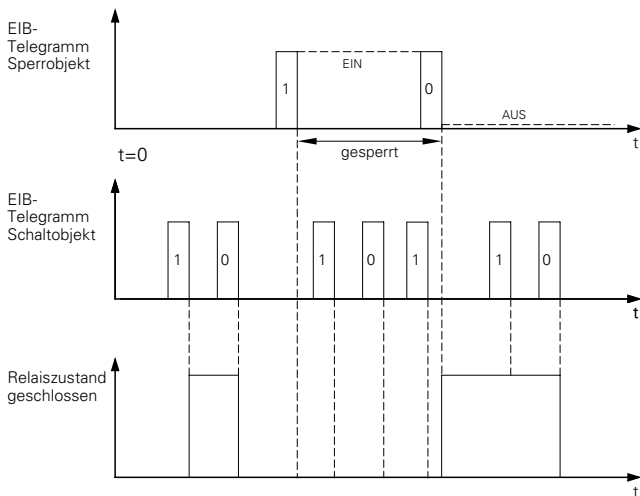 EIB-
Telegramm
Sperrobjekt
EIN
1
0
AUS
t
t=0
gesperrt
EIB-
Telegramm
Schaltobjekt
1
0
1
0
1
1
0
t
Relaiszustand
geschlossen
t